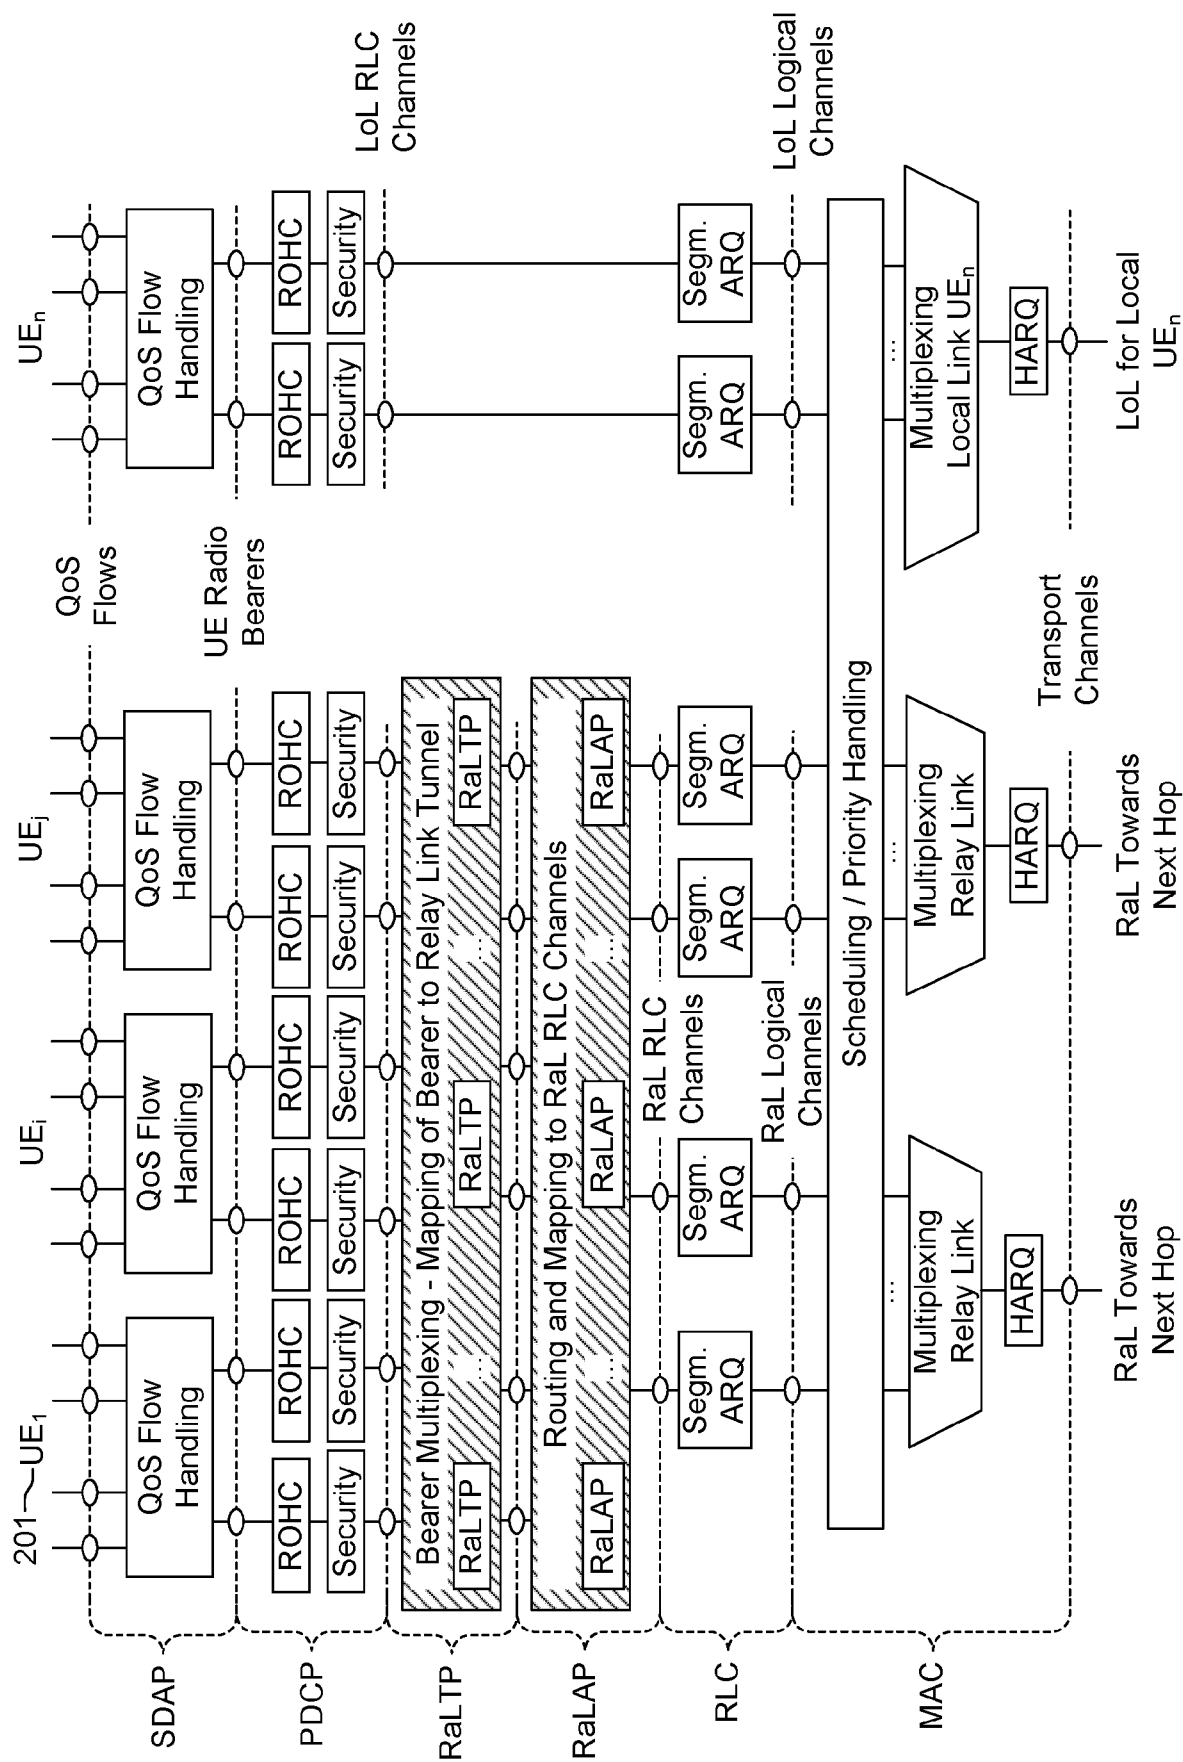 201
UE1
UEi
UEj
UEn
QoS
Flows
SDAP
QoS Flow
Handling
QoS Flow
Handling
QoS Flow
Handling
QoS Flow
Handling
UE Radio
Bearers
PDCP
ROHC
ROHC
ROHC
ROHC
ROHC
ROHC
ROHC
ROHC
Security
Security
Security
Security
Security
Security
Security
Security
LoL RLC
Channels
RaLTP
Bearer Multiplexing - Mapping of Bearer to Relay Link Tunnel
RaLTP
...
RaLTP
...
RaLTP
RaLAP
Routing and Mapping to RaL RLC Channels
RaLAP
...
RaLAP
...
RaLAP
RaL RLC
Channels
RLC
Segm.
ARQ
Segm.
ARQ
Segm.
ARQ
Segm.
ARQ
Segm.
ARQ
Segm.
ARQ
RaL Logical
Channels
LoL Logical
Channels
MAC
Scheduling / Priority Handling
...
...
...
Multiplexing
Relay Link
Multiplexing
Relay Link
Multiplexing
Local Link UEn
HARQ
HARQ
HARQ
Transport
Channels
RaL Towards
Next Hop
RaL Towards
Next Hop
LoL for Local
UEn